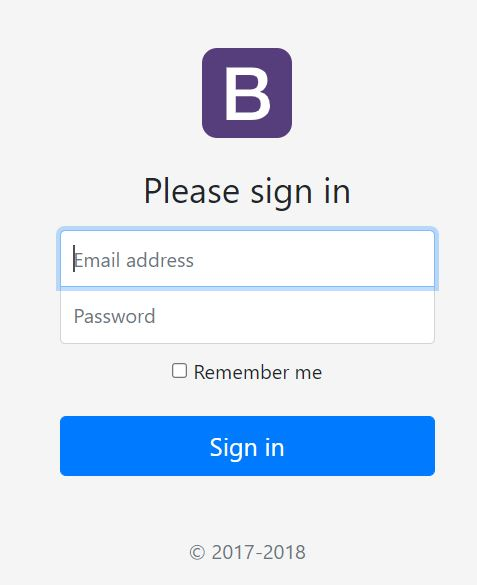 B
Please sign in
Email address
Password
Remember me
Sign in
© 2017-2018